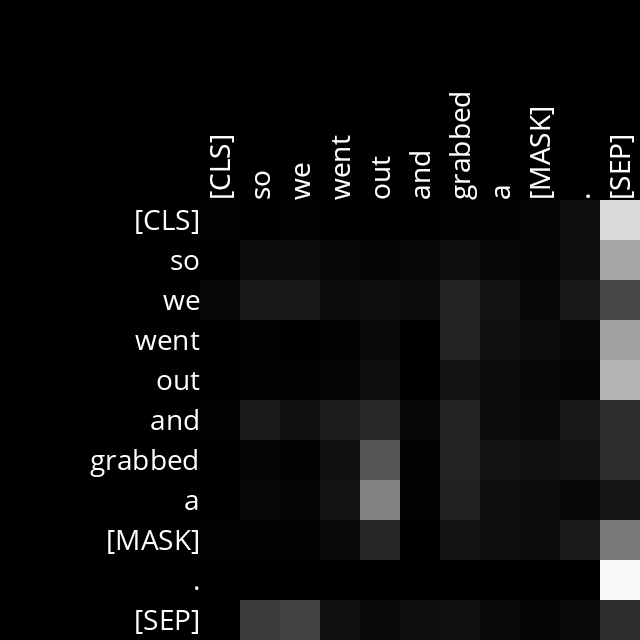 [CLS] so we went out and grabbed a [MASK] . [SEP]
[CLS]
so
we
went
out
and
grabbed
a
[MASK]
.
[SEP]